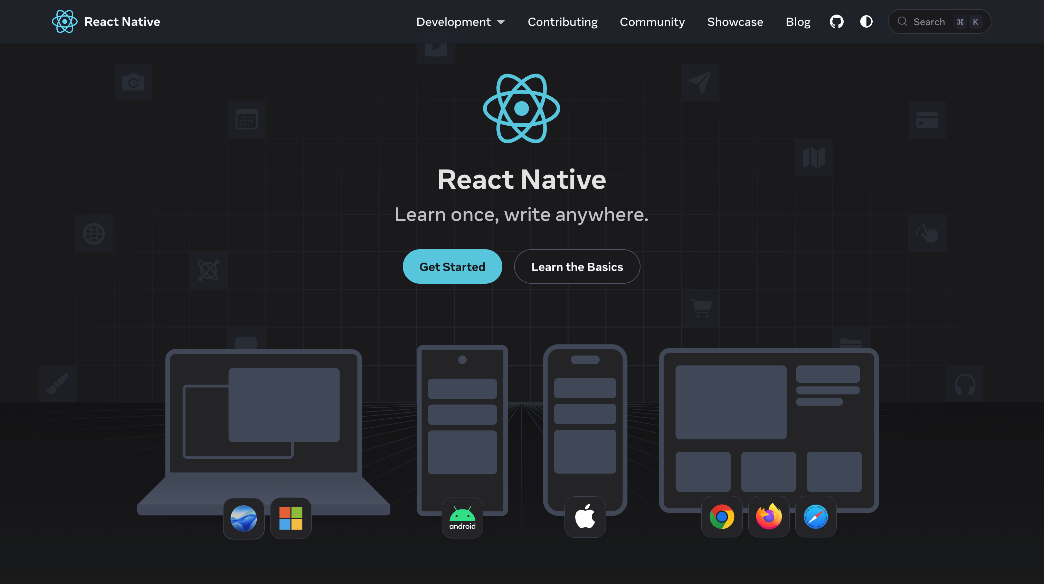 React Native
Development
Contributing
Community
Showcase
Blog
Search ⌘ K
React Native
Learn once, write anywhere.
Get Started
Learn the Basics
android